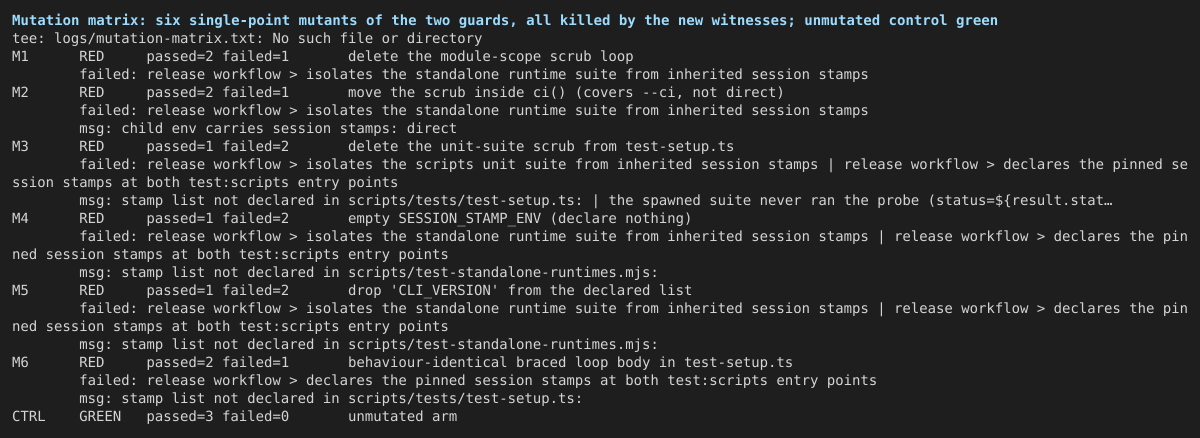 Mutation matrix: six single-point mutants of the two guards, all killed by the new witnesses; unmutated control green
tee: logs/mutation-matrix.txt: No such file or directory
M1      RED     passed=2 failed=1       delete the module-scope scrub loop
        failed: release workflow > isolates the standalone runtime suite from inherited session stamps
M2      RED     passed=2 failed=1       move the scrub inside ci() (covers --ci, not direct)
        failed: release workflow > isolates the standalone runtime suite from inherited session stamps
        msg: child env carries session stamps: direct
M3      RED     passed=1 failed=2       delete the unit-suite scrub from test-setup.ts
        failed: release workflow > isolates the scripts unit suite from inherited session stamps | release workflow > declares the pinned se
ssion stamps at both test:scripts entry points
        msg: stamp list not declared in scripts/tests/test-setup.ts: | the spawned suite never ran the probe (status=${result.stat…
M4      RED     passed=1 failed=2       empty SESSION_STAMP_ENV (declare nothing)
        failed: release workflow > isolates the standalone runtime suite from inherited session stamps | release workflow > declares the pin
ned session stamps at both test:scripts entry points
        msg: stamp list not declared in scripts/test-standalone-runtimes.mjs:
M5      RED     passed=1 failed=2       drop 'CLI_VERSION' from the declared list
        failed: release workflow > isolates the standalone runtime suite from inherited session stamps | release workflow > declares the pin
ned session stamps at both test:scripts entry points
        msg: stamp list not declared in scripts/test-standalone-runtimes.mjs:
M6      RED     passed=2 failed=1       behaviour-identical braced loop body in test-setup.ts
        failed: release workflow > declares the pinned session stamps at both test:scripts entry points
        msg: stamp list not declared in scripts/tests/test-setup.ts:
CTRL    GREEN   passed=3 failed=0       unmutated arm